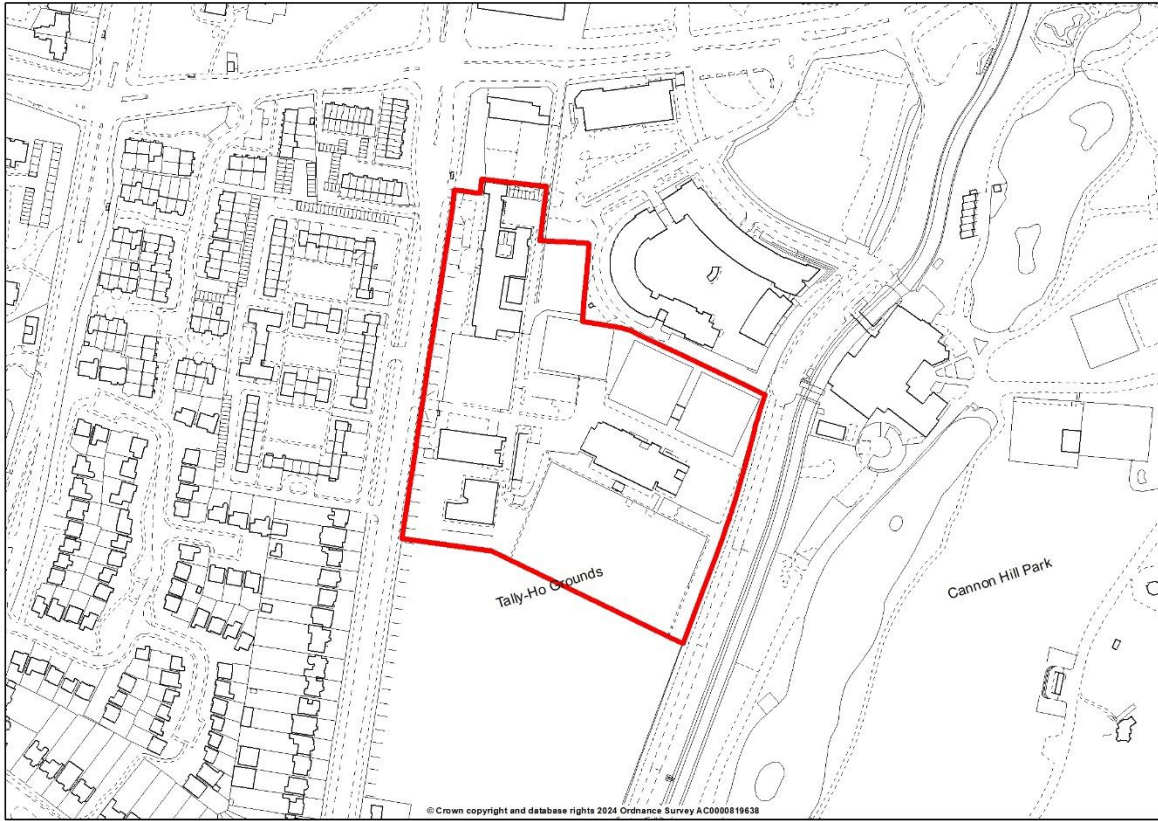 Tally-Ho Grounds
Cannon Hill Park
© Crown copyright and database rights 2024 Ordnance Survey AC0000819638